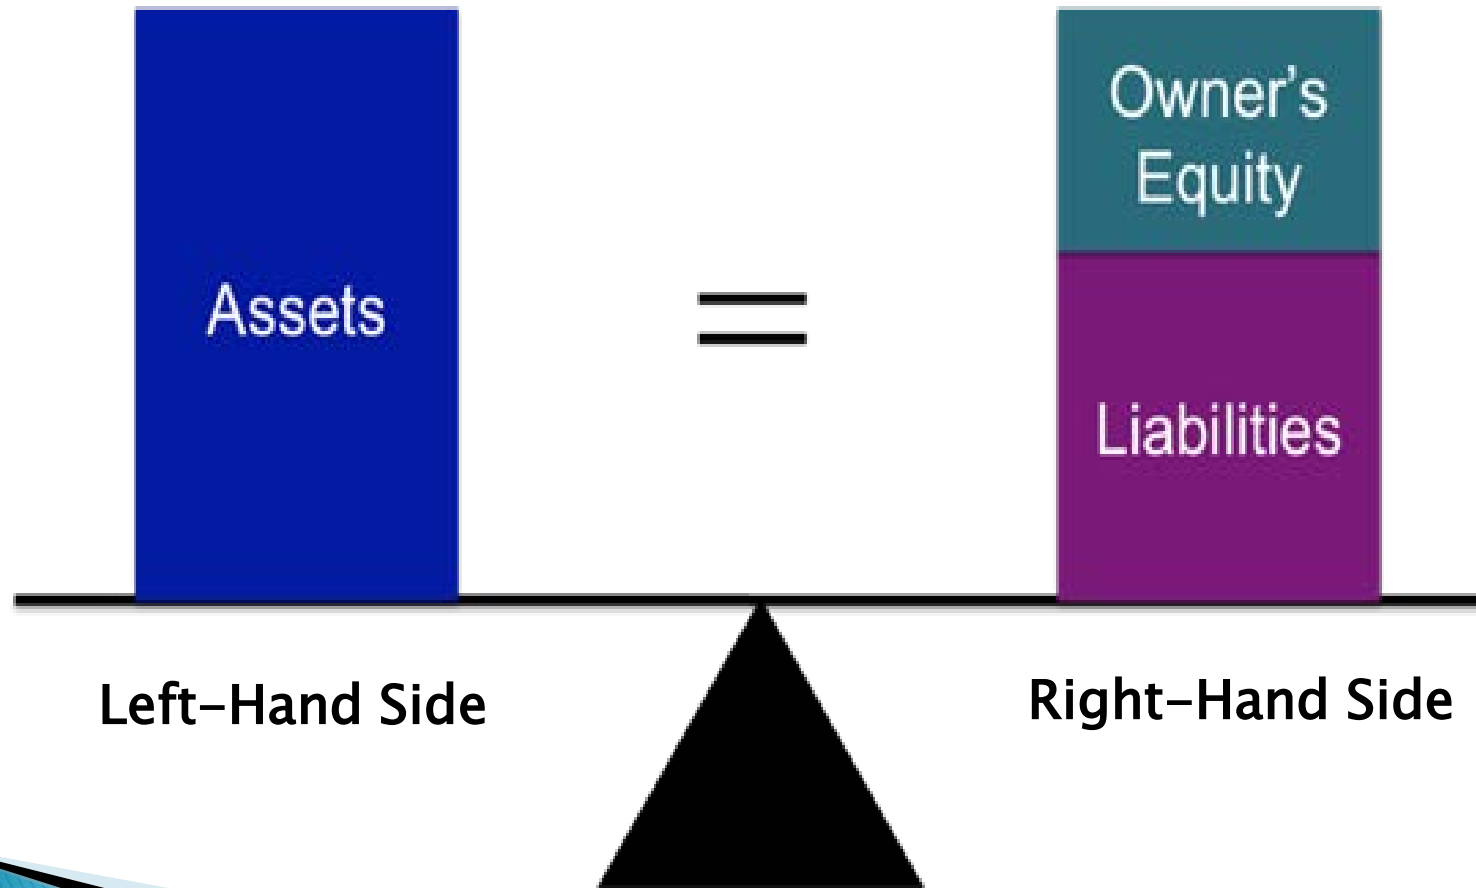 Assets
=
Owner’s
Equity
Liabilities
Left-Hand Side
Right-Hand Side